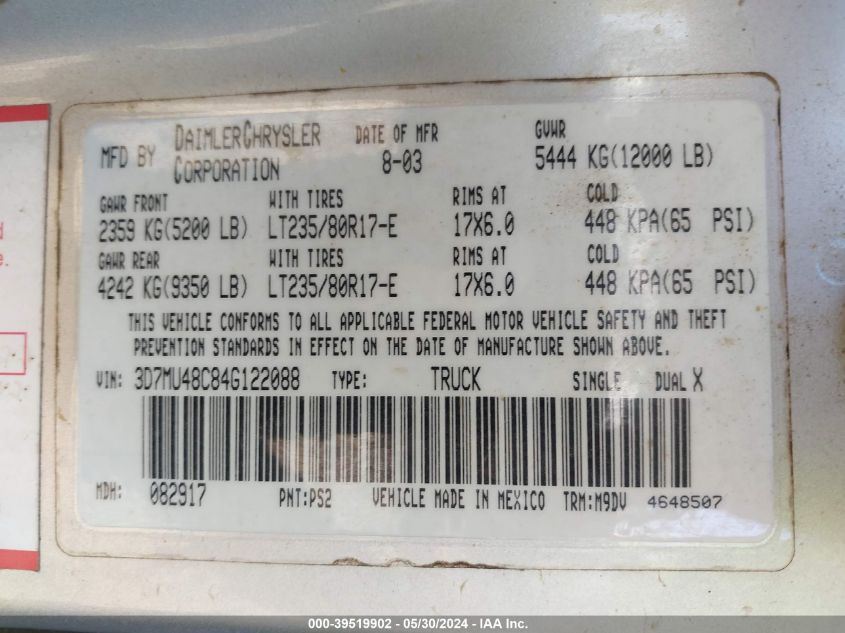 MFD BY DAIMLERCHRYSLER CORPORATION DATE OF MFR 8-03 GVWR 5444 KG(12000 LB)
GAWR FRONT WITH TIRES RIMS AT COLD
2359 KG(5200 LB) LT235/80R17-E 17X6.0 448 KPA(65 PSI)
GAWR REAR WITH TIRES RIMS AT COLD
4242 KG(9350 LB) LT235/80R17-E 17X6.0 448 KPA(65 PSI)
THIS VEHICLE CONFORMS TO ALL APPLICABLE FEDERAL MOTOR VEHICLE SAFETY AND THEFT
PREVENTION STANDARDS IN EFFECT ON THE DATE OF MANUFACTURE SHOWN ABOVE.
VIN: 3D7MU48C84G122088 TYPE: TRUCK SINGLE DUAL X
MDH: 082917 PNT:PS2 VEHICLE MADE IN MEXICO TRM:M9DV 4648507
000-39519902 - 05/30/2024 - IAA Inc.